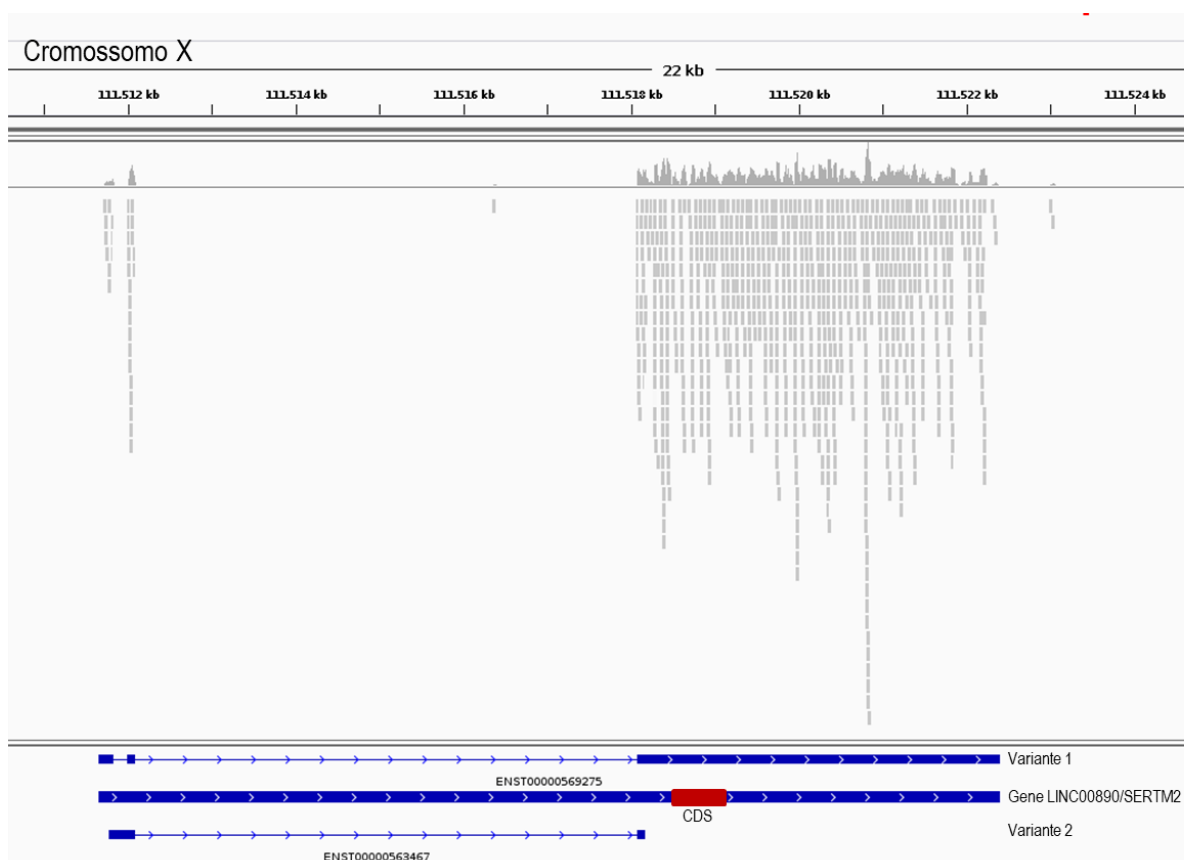 Cromossomo X
22 kb
111.512 kb 111.514 kb 111.516 kb 111.518 kb 111.520 kb 111.522 kb 111.524 kb
Variante 1
ENST00000569275
Gene LINC00890/SERTM2
CDS
Variante 2
ENST00000563467